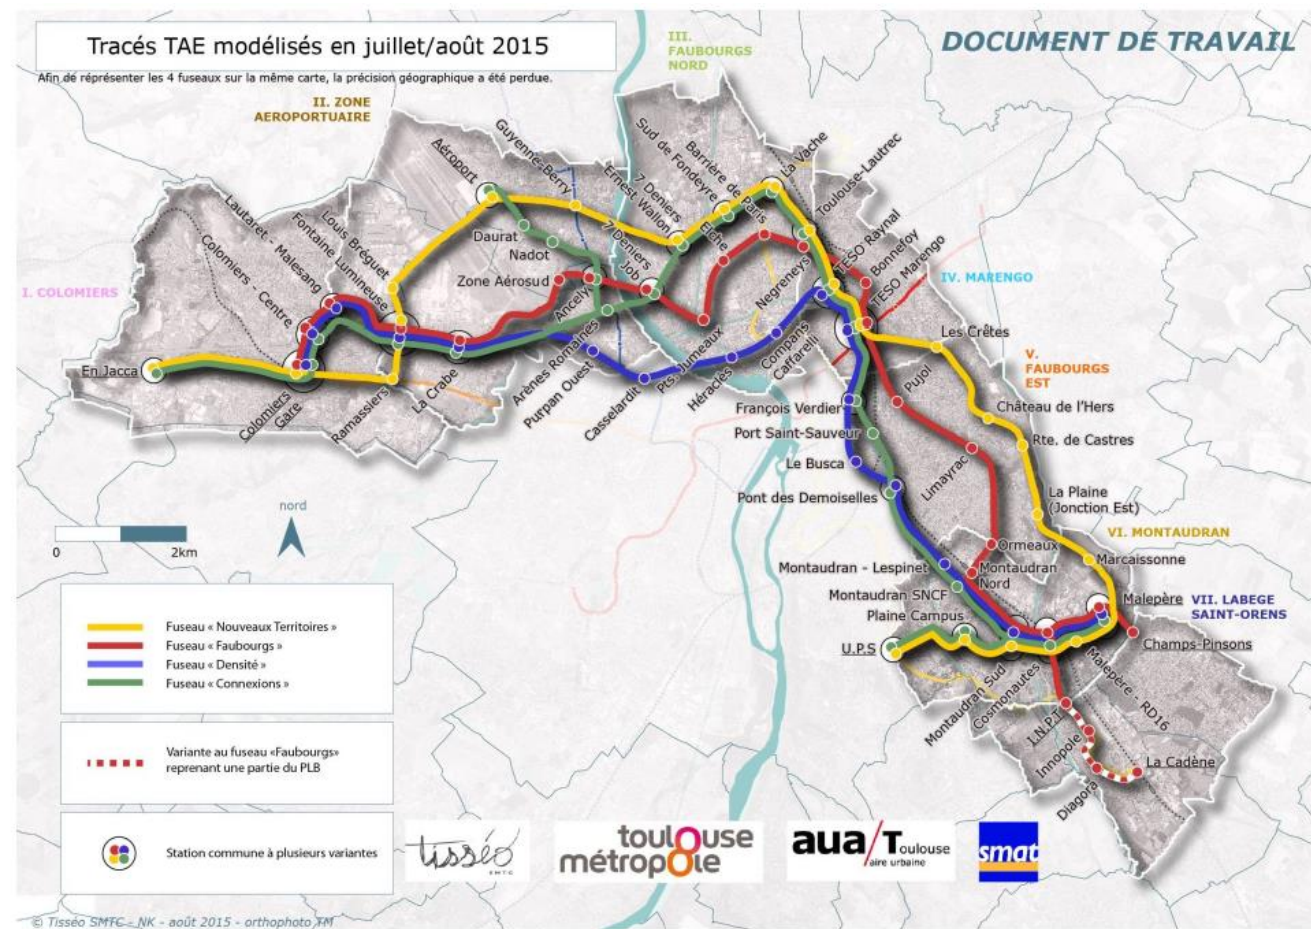 Tracés TAE modélisés en juillet/août 2015
Afin de réprésenter les 4 fuseaux sur la même carte, la précision géographique a été perdue.
DOCUMENT DE TRAVAIL
III.
FAUBOURGS
NORD
II. ZONE
AEROPORTUAIRE
I. COLOMIERS
IV. MARENGO
V.
FAUBOURGS
EST
VI. MONTAUDRAN
VII. LABEGE
SAINT-ORENS
En Jacca
Colomiers
Gare
Colomiers - Centre
Lautaret - Malesang
Fontaine Lumineuse
Louis Bréguet
Ramassiers
La Crabe
Aéroport
Guyenne-Berry
Daurat
Nadot
Zone Aérosud
Ancely
Arènes Romaines
Purpan Ouest
Casselardit
7 Deniers
Ernest Wallon
7 Deniers
Job
Sud de Fondeyre
Barrière de Paris
Elche
La Vache
Toulouse-Lautrec
Pts. Jumeaux
Héraclès
Compans
Caffarelli
Negreneys
TESO Raynal
Bonnefoy
TESO Marengo
Les Crêtes
Pujol
Château de l'Hers
Rte. de Castres
François Verdier
Port Saint-Sauveur
Le Busca
Pont des Demoiselles
Limayrac
La Plaine
(Jonction Est)
Ormeaux
Marcaissonne
Montaudran - Lespinet
Montaudran
Nord
Montaudran SNCF
Plaine Campus
U.P.S
Malepère
Champs-Pinsons
Montaudran Sud
Cosmonautes
Malepère - RD16
I.N.P.T
Innopole
Diagora
La Cadène
nord
0
2km
Fuseau « Nouveaux Territoires »
Fuseau « Faubourgs »
Fuseau « Densité »
Fuseau « Connexions »
Variante au fuseau «Faubourgs»
reprenant une partie du PLB
Station commune à plusieurs variantes
tisséo
SMTC
toulouse
métropole
aua/T Toulouse
aire urbaine
smat
© Tisséo SMTC - NK - août 2015 - orthophoto TM